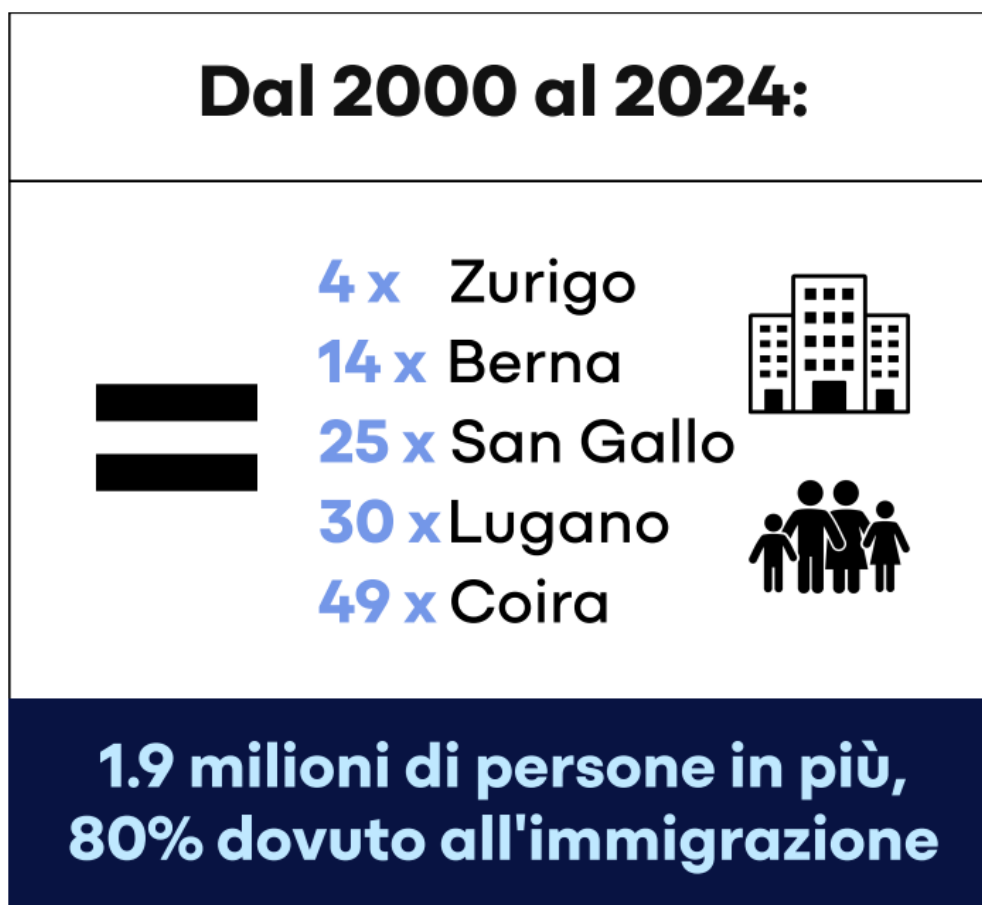 Dal 2000 al 2024:
4 x Zurigo
14 x Berna
25 x San Gallo
30 x Lugano
49 x Coira
1.9 milioni di persone in più,
80% dovuto all'immigrazione